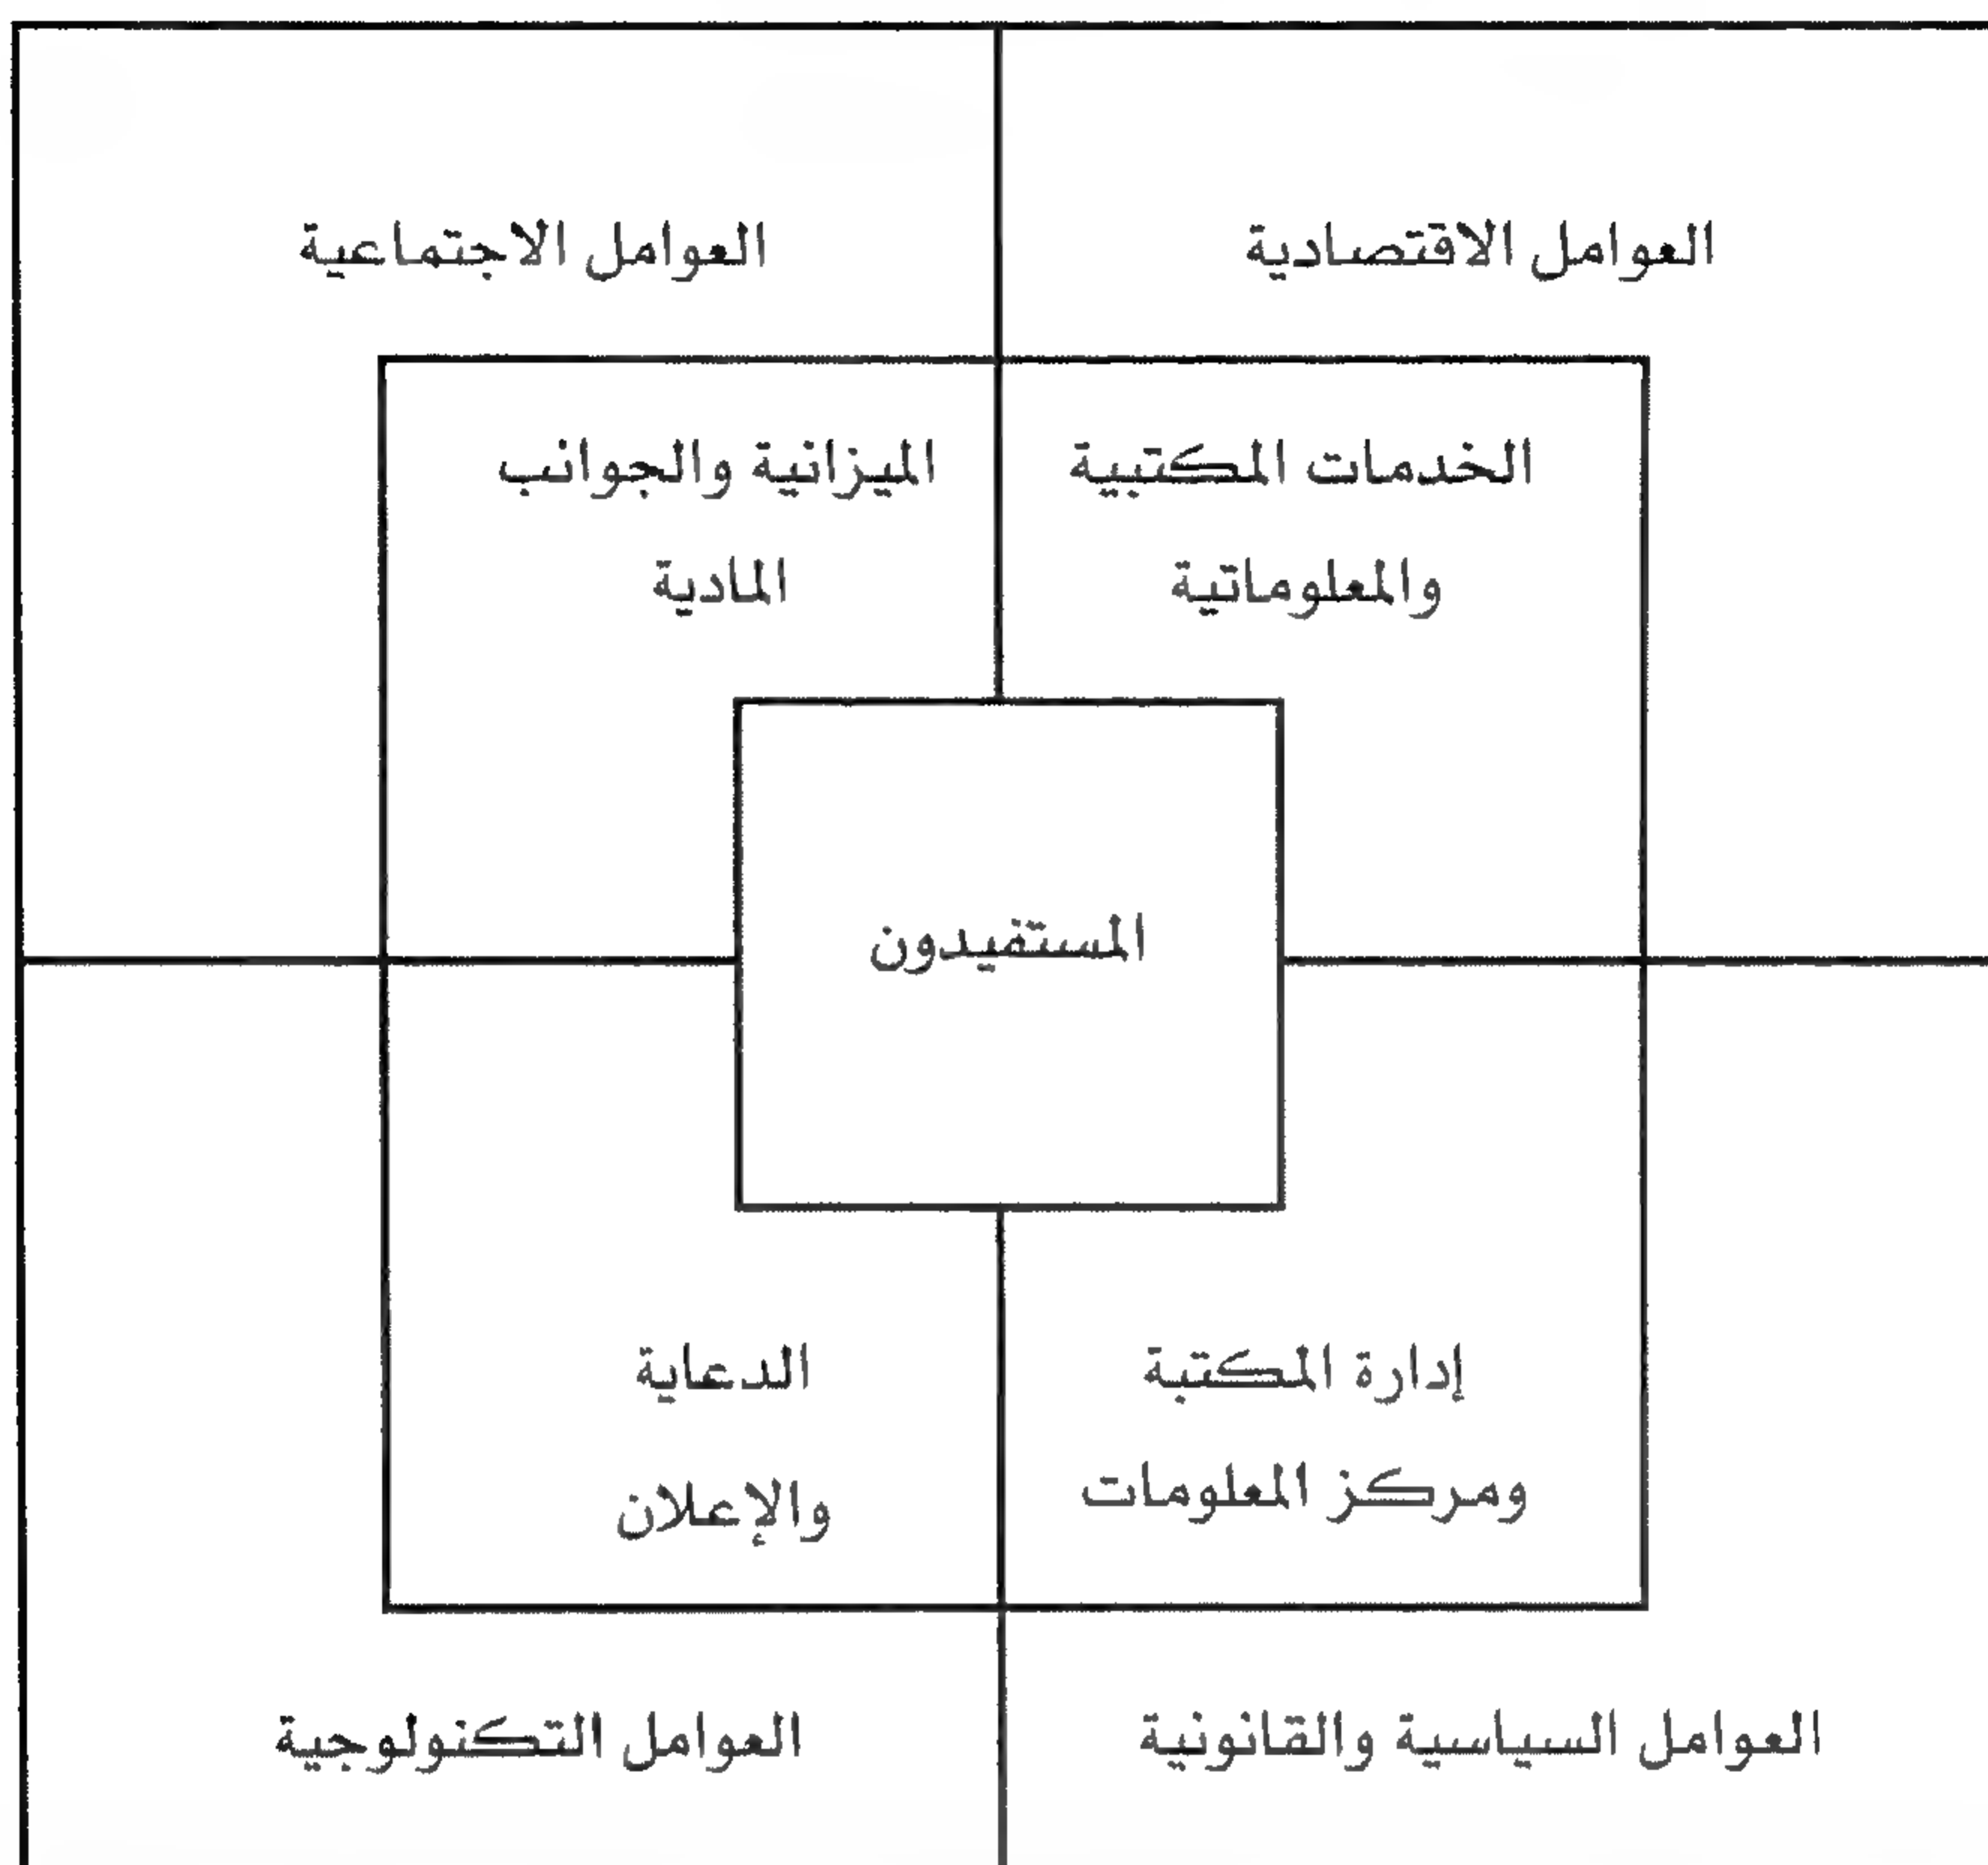 العوامل الاقتصادية
العوامل الاجتماعية
الخدمات المكتبية
والمعلوماتية
الميزانية والجوانب
المادية
المستفيدون
إدارة المكتبة
ومركز المعلومات
الدعاية
والإعلان
العوامل السياسية والقانونية
العوامل التكنولوجية